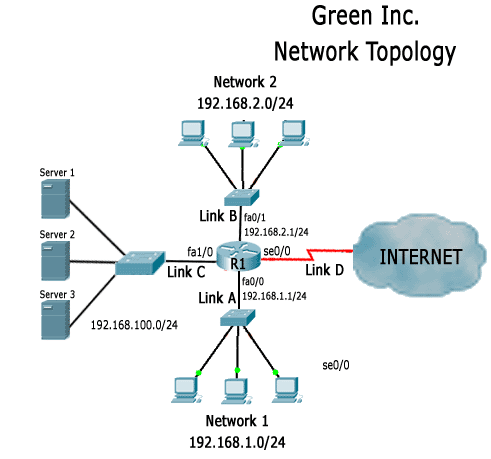 Green Inc.
Network Topology
Network 2
192.168.2.0/24
Server 1
Link B
fa0/1
192.168.2.1/24
Server 2
fa1/0
se0/0
INTERNET
R1
Link C
Link D
fa0/0
Server 3
Link A
192.168.1.1/24
192.168.100.0/24
se0/0
Network 1
192.168.1.0/24